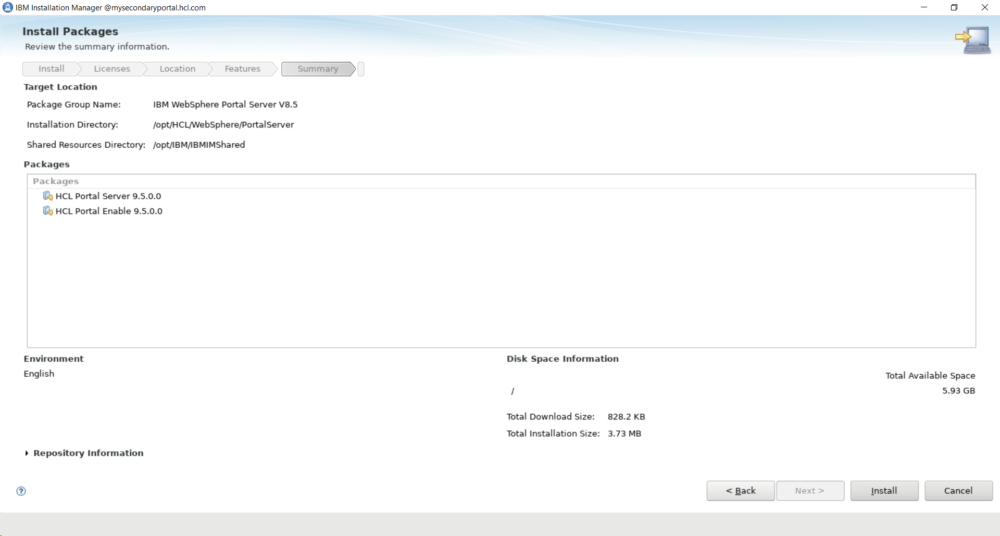 IBM Installation Manager @mysecondaryportal.hcl.com
Install Packages
Review the summary information.
Install Licenses Location Features Summary
Target Location
Package Group Name: IBM WebSphere Portal Server V8.5
Installation Directory: /opt/HCL/WebSphere/PortalServer
Shared Resources Directory: /opt/IBM/IBMIMShared
Packages
Packages
HCL Portal Server 9.5.0.0
HCL Portal Enable 9.5.0.0
Environment
English
Disk Space Information
Total Available Space
/ 5.93 GB
Total Download Size: 828.2 KB
Total Installation Size: 3.73 MB
Repository Information
?
< Back Next > Install Cancel